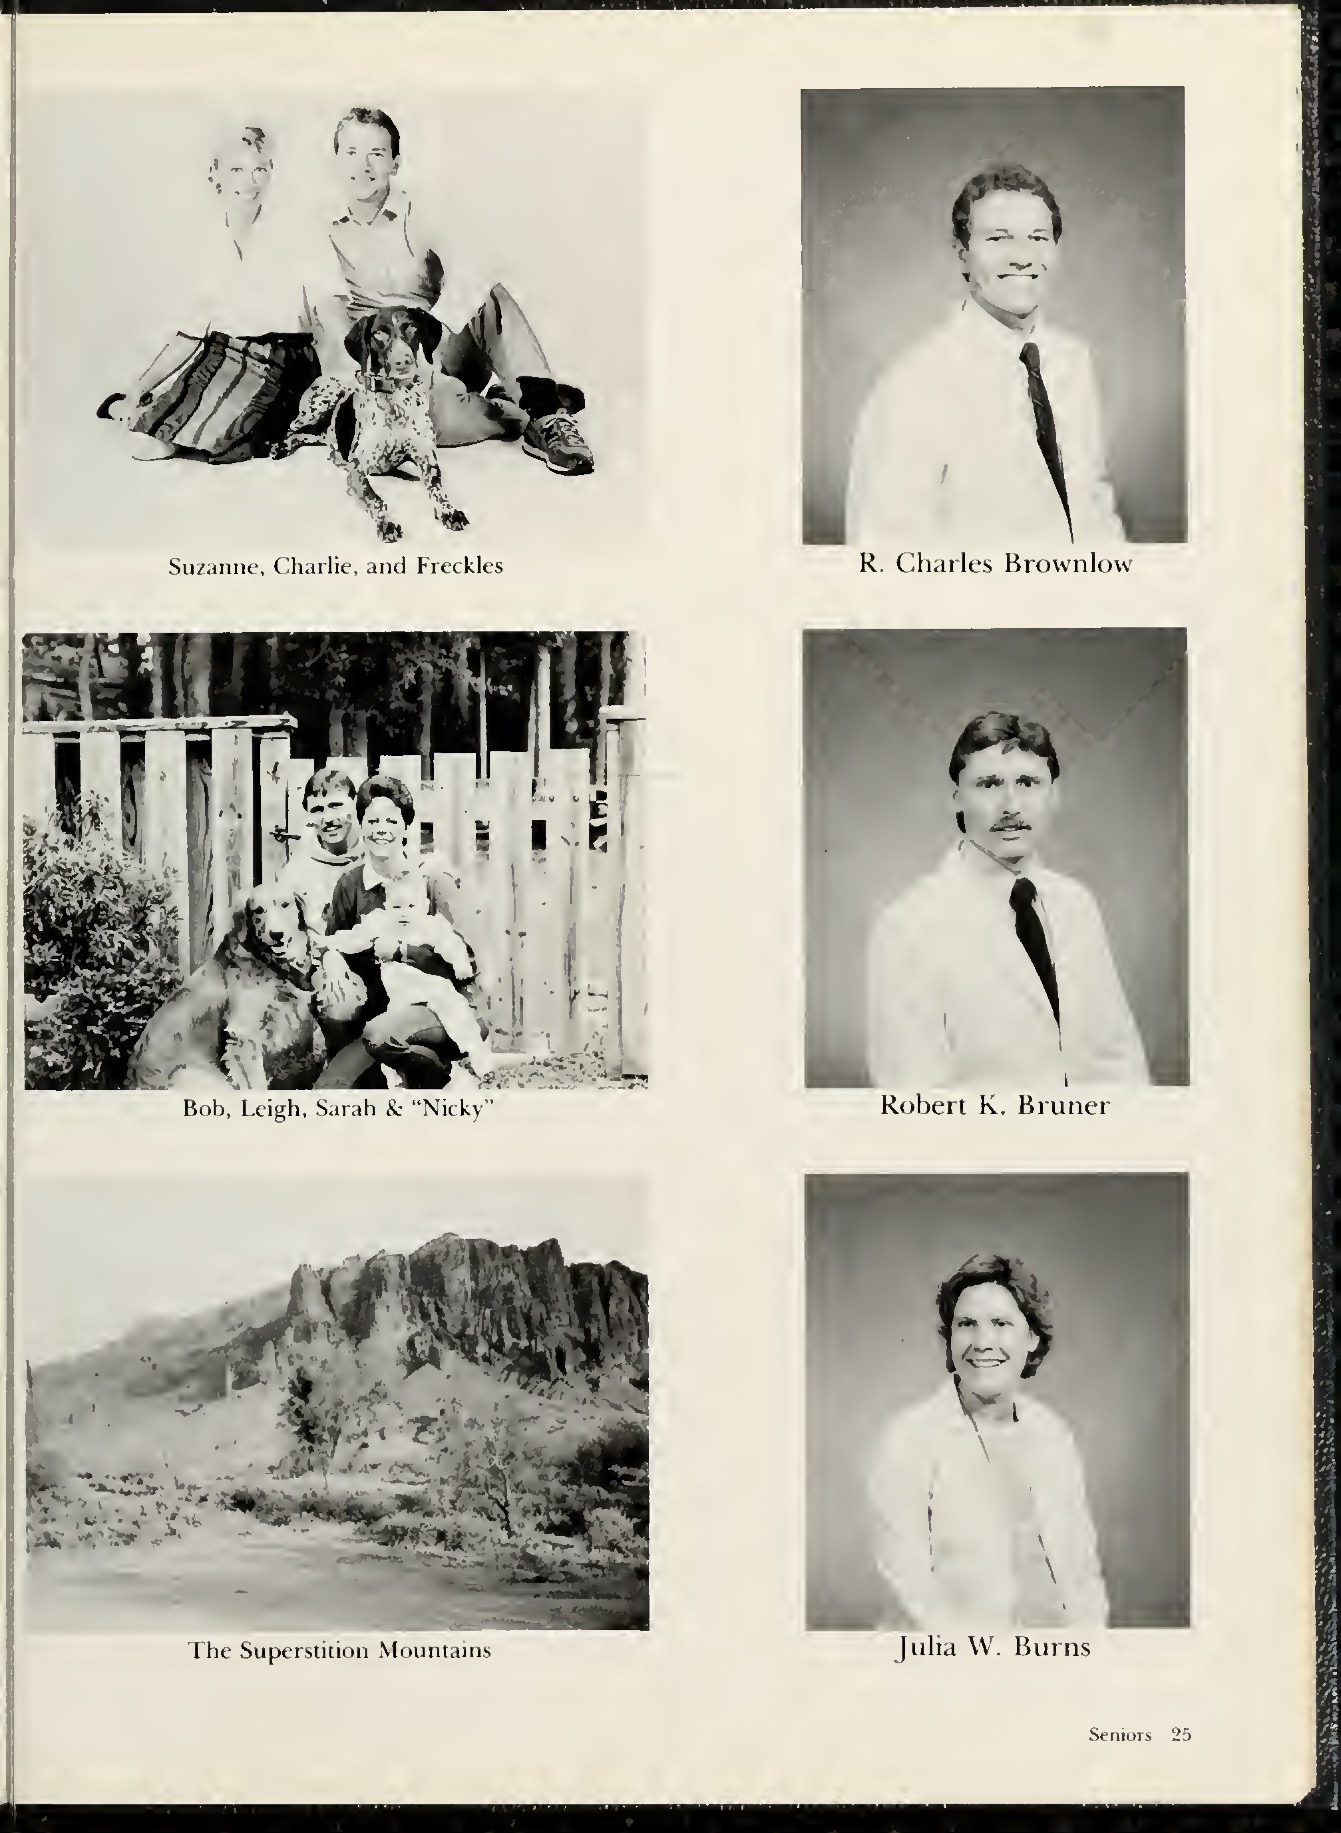 Suzanne, Charlie, and Freckles
R. Charles Brownlow
Bob, Leigh, Sarah & “Nicky”
Robert K. Bruner
The Superstition Mountains
Julia W. Burns
Seniors 25